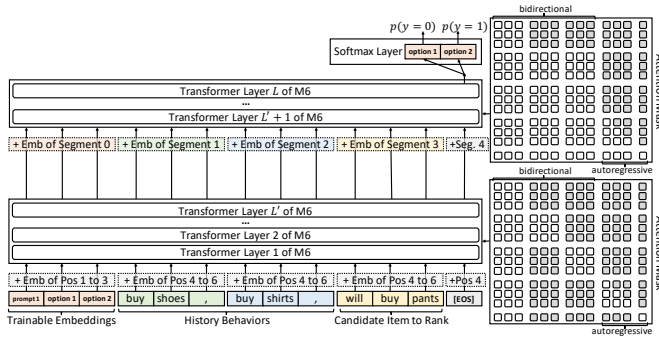 bidirectional
p(y = 0) p(y = 1)
Softmax Layer option 1 option 2
Transformer Layer L of M6
...
Transformer Layer L' + 1 of M6
Attention Mask
autoregressive
+ Emb of Segment 0 + Emb of Segment 1 + Emb of Segment 2 + Emb of Segment 3 +Seg. 4
bidirectional
Transformer Layer L' of M6
...
Transformer Layer 2 of M6
Transformer Layer 1 of M6
Attention Mask
+ Emb of Pos 1 to 3 + Emb of Pos 4 to 6 + Emb of Pos 4 to 6 + Emb of Pos 4 to 6 +Pos 4
prompt 1 option 1 option 2 buy shoes , buy shirts , will buy pants [EOS]
Trainable Embeddings History Behaviors Candidate Item to Rank
autoregressive